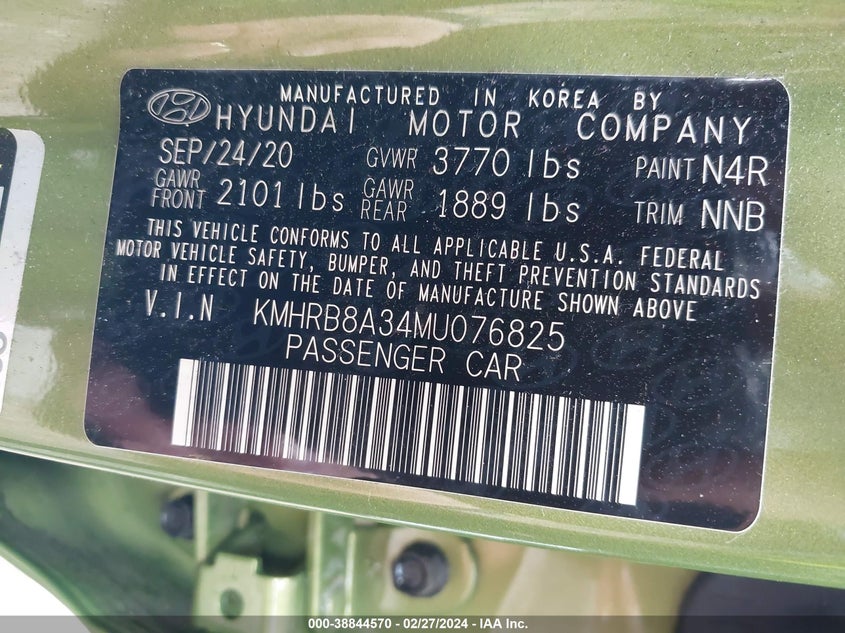 MANUFACTURED IN KOREA BY
HYUNDAI MOTOR COMPANY
SEP/24/20 GVWR 3770 lbs PAINT N4R
GAWR FRONT 2101 lbs GAWR REAR 1889 lbs TRIM NNB
THIS VEHICLE CONFORMS TO ALL APPLICABLE U.S.A. FEDERAL
MOTOR VEHICLE SAFETY, BUMPER, AND THEFT PREVENTION STANDARDS
IN EFFECT ON THE DATE OF MANUFACTURE SHOWN ABOVE
V.I.N KMHRB8A34MU076825
PASSENGER CAR
000-38844570 - 02/27/2024 - IAA Inc.